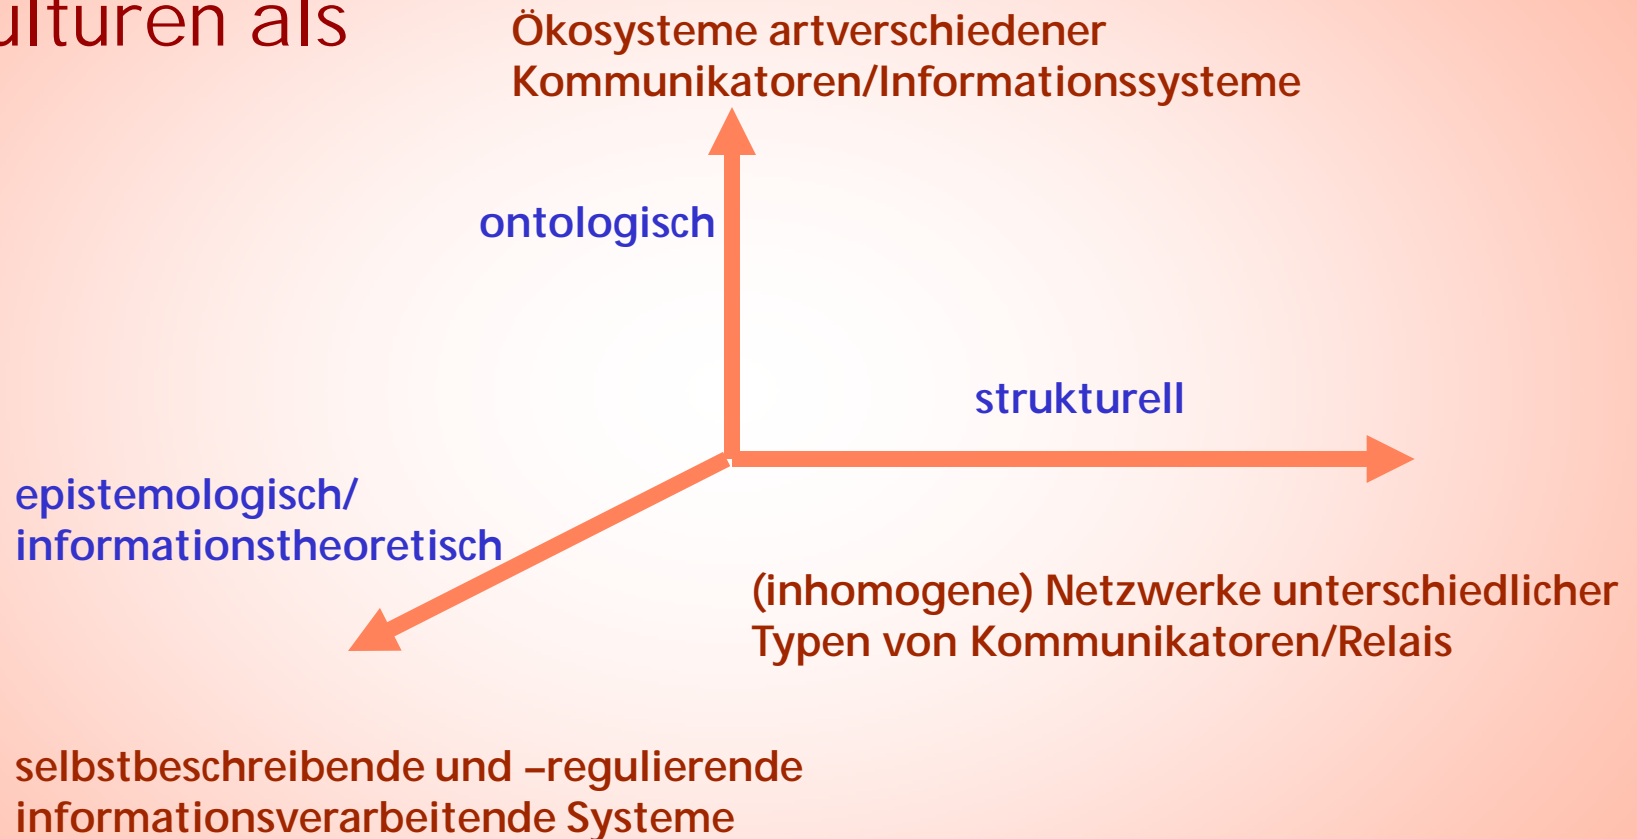 ulturen als
Ökosysteme artverschiedener
Kommunikatoren/Informationssysteme
ontologisch
strukturell
epistemologisch/
informationstheoretisch
(inhomogene) Netzwerke unterschiedlicher
Typen von Kommunikatoren/Relais
selbstbeschreibende und –regulierende
informationsverarbeitende Systeme